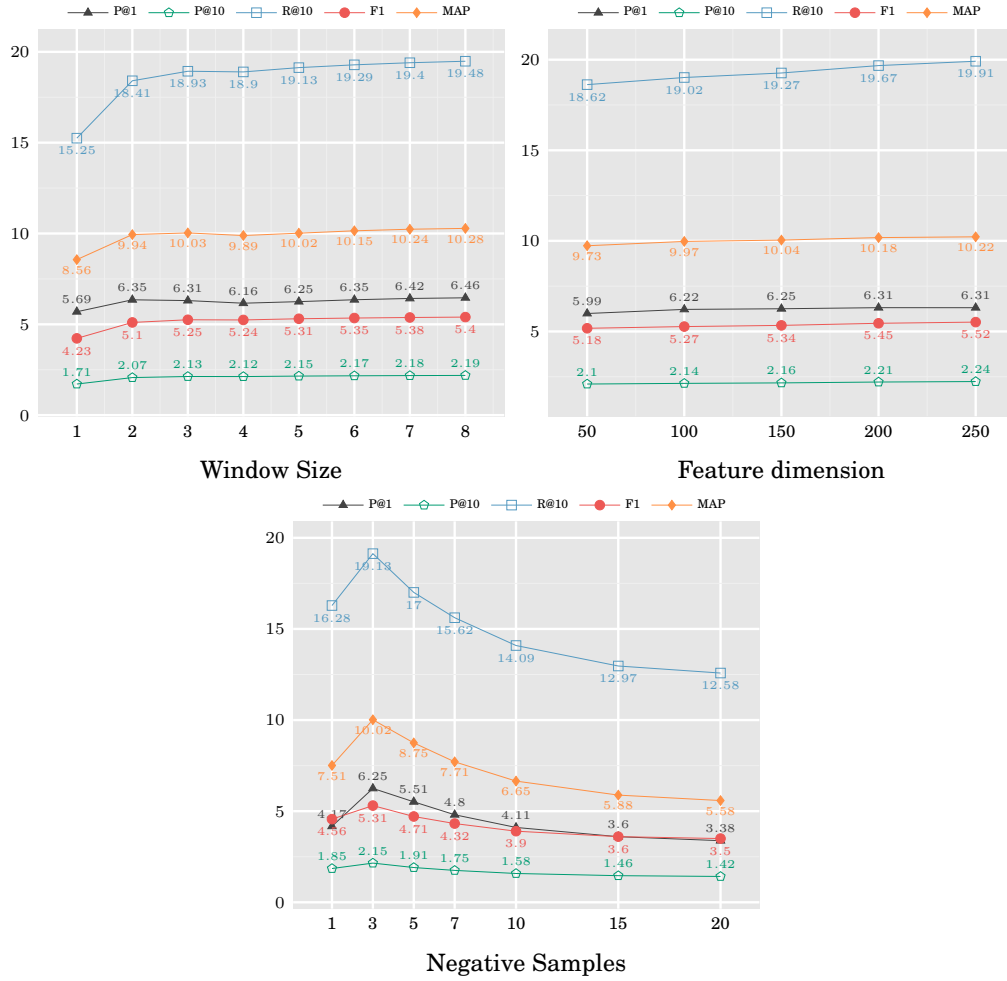 P@1 P@10 R@10 F1 MAP
20
15
10
5
0
15.25 18.41 18.93 18.9 19.13 19.29 19.4 19.48
8.56 9.94 10.03 9.89 10.02 10.15 10.24 10.28
5.69 6.35 6.31 6.16 6.25 6.35 6.42 6.46
4.23 5.1 5.25 5.24 5.31 5.35 5.38 5.4
1.71 2.07 2.13 2.12 2.15 2.17 2.18 2.19
1 2 3 4 5 6 7 8
Window Size
P@1 P@10 R@10 F1 MAP
20
15
10
5
18.62 19.02 19.27 19.67 19.91
9.73 9.97 10.04 10.18 10.22
5.99 6.22 6.25 6.31 6.31
5.18 5.27 5.34 5.45 5.52
2.1 2.14 2.16 2.21 2.24
50 100 150 200 250
Feature dimension
P@1 P@10 R@10 F1 MAP
20
15
10
5
0
16.28 19.13 17 15.62 14.09 12.97 12.58
7.51 10.02 8.75 7.71 6.65 5.88 5.58
4.17 6.25 5.51 4.8 4.11 3.6 3.38
4.56 5.31 4.71 4.32 3.9 3.6 3.5
1.85 2.15 1.91 1.75 1.58 1.46 1.42
1 3 5 7 10 15 20
Negative Samples